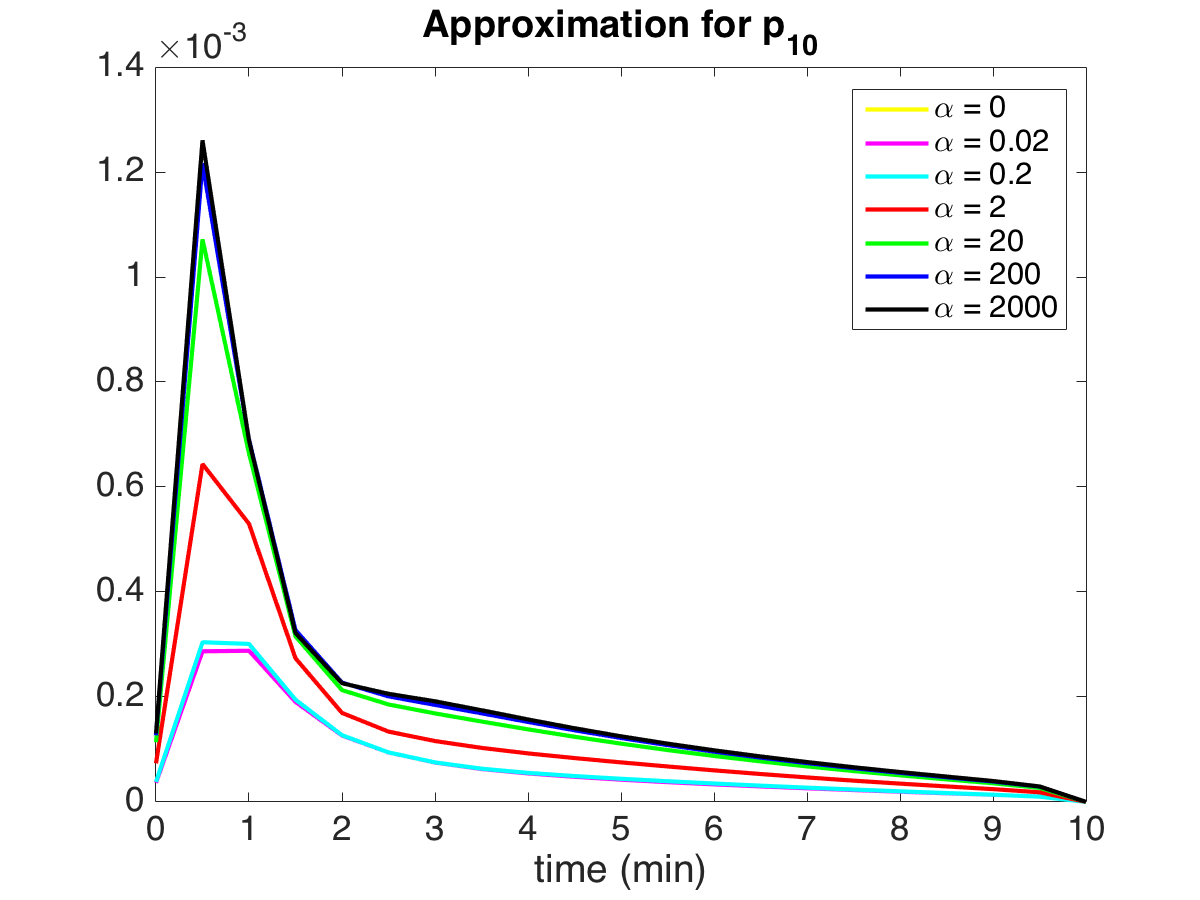 Approximation for p10
×10-3
1.4
1.2
1
0.8
0.6
0.4
0.2
0
α = 0
α = 0.02
α = 0.2
α = 2
α = 20
α = 200
α = 2000
0 1 2 3 4 5 6 7 8 9 10
time (min)